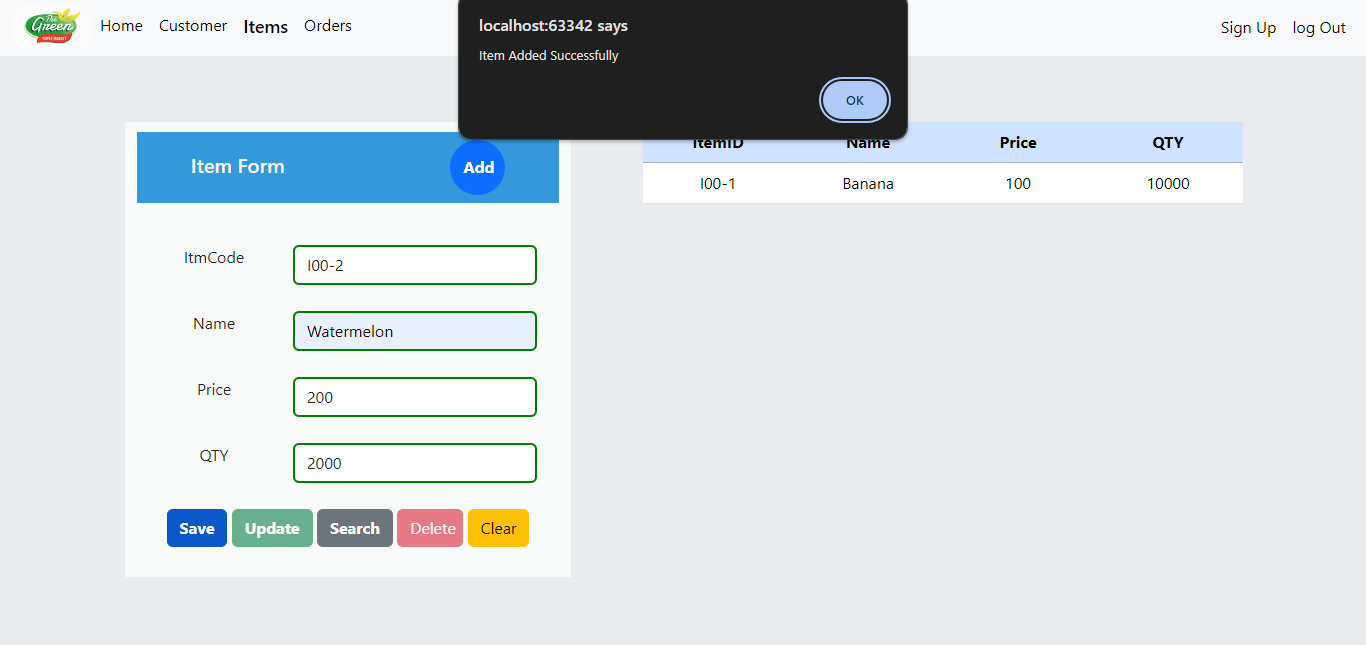 The Green SUPER MARKET
Home Customer Items Orders
Sign Up log Out
localhost:63342 says
Item Added Successfully
OK
Item Form Add
ItmCode I00-2
Name Watermelon
Price 200
QTY 2000
Save Update Search Delete Clear
ItemID Name Price QTY
I00-1 Banana 100 10000